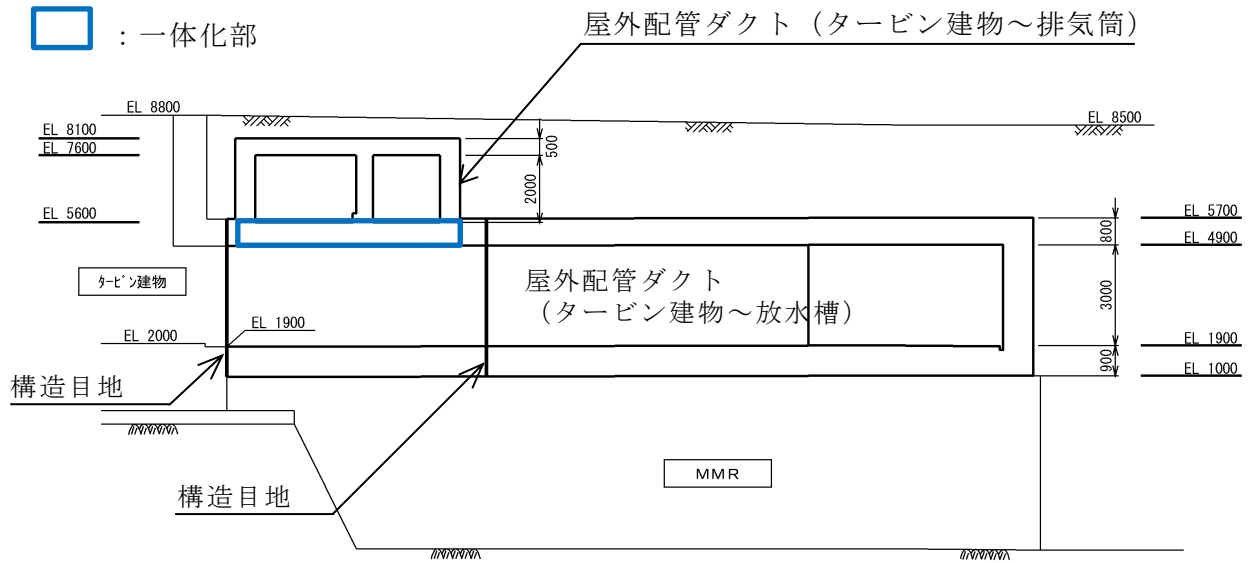 ：一体化部
屋外配管ダクト（タービン建物～排気筒）
EL 8800
EL 8500
EL 8100
EL 7600
500
2000
EL 5600
EL 5700
800
EL 4900
ﾀｰﾋﾞﾝ建物
屋外配管ダクト
（タービン建物～放水槽）
3000
EL 1900
EL 2000
EL 1900
900
EL 1000
構造目地
MMR
構造目地